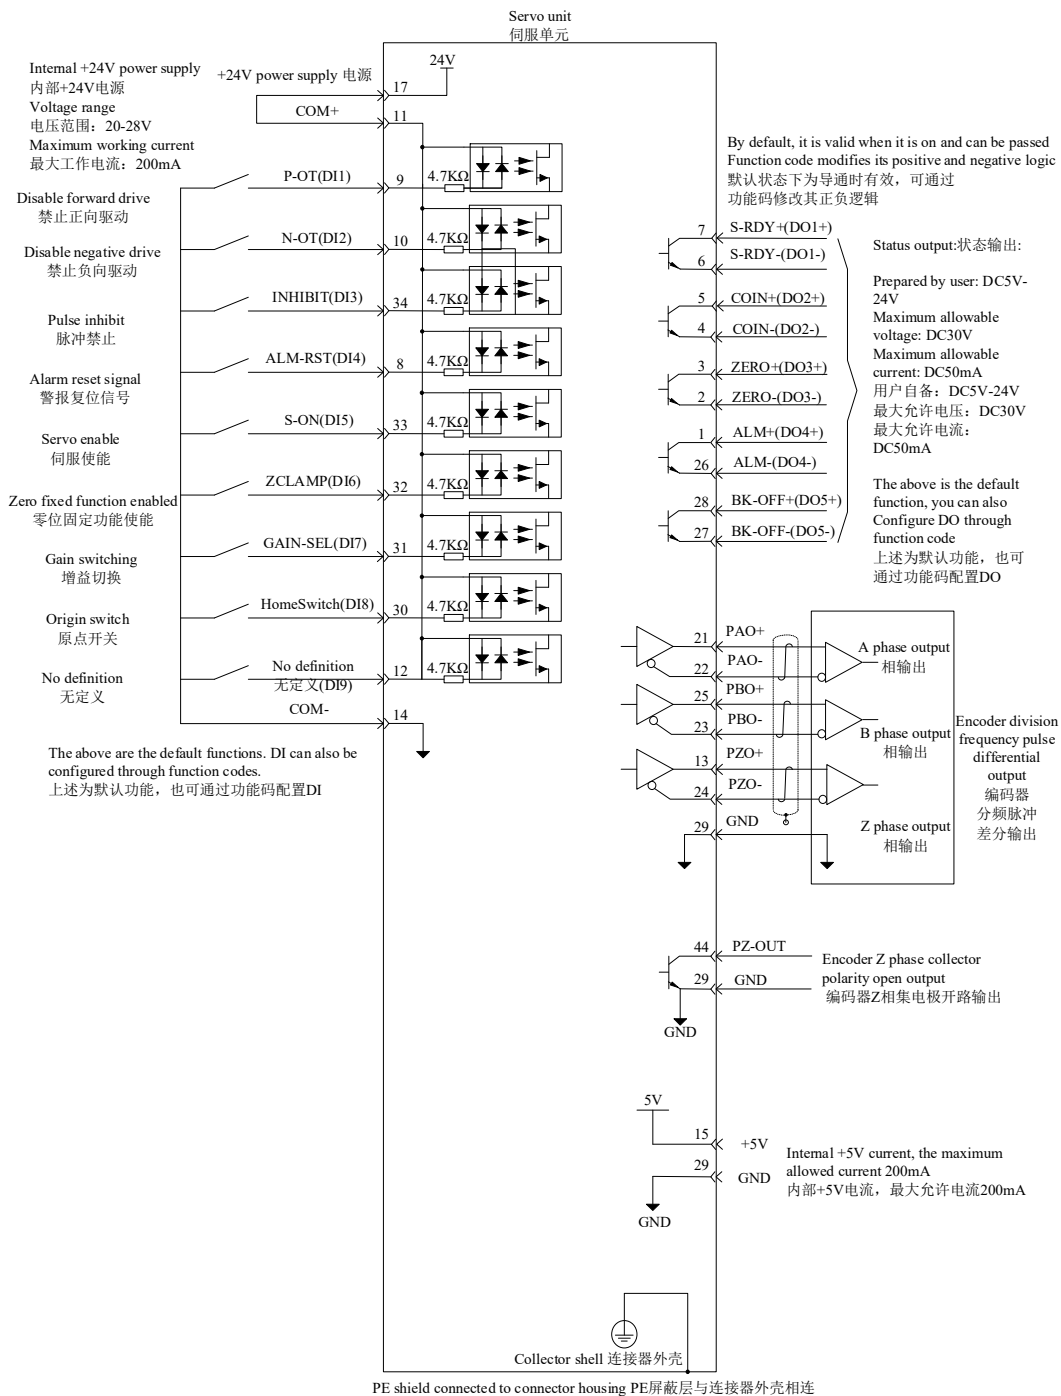 Servo unit
伺服单元
Internal +24V power supply
内部+24V电源
Voltage range
电压范围：20-28V
Maximum working current
最大工作电流：200mA
+24V power supply 电源
17
24V
COM+
11
Disable forward drive
禁止正向驱动
P-OT(DI1)
9
4.7KΩ
Disable negative drive
禁止负向驱动
N-OT(DI2)
10
4.7KΩ
Pulse inhibit
脉冲禁止
INHIBIT(DI3)
34
4.7KΩ
Alarm reset signal
警报复位信号
ALM-RST(DI4)
8
4.7KΩ
Servo enable
伺服使能
S-ON(DI5)
33
4.7KΩ
Zero fixed function enabled
零位固定功能使能
ZCLAMP(DI6)
32
4.7KΩ
Gain switching
增益切换
GAIN-SEL(DI7)
31
4.7KΩ
Origin switch
原点开关
HomeSwitch(DI8)
30
4.7KΩ
No definition
无定义
No definition
无定义(DI9)
12
4.7KΩ
COM-
14
The above are the default functions. DI can also be
configured through function codes.
上述为默认功能，也可通过功能码配置DI
By default, it is valid when it is on and can be passed
Function code modifies its positive and negative logic
默认状态下为导通时有效，可通过
功能码修改其正负逻辑
7
S-RDY+(DO1+)
6
S-RDY-(DO1-)
5
COIN+(DO2+)
4
COIN-(DO2-)
3
ZERO+(DO3+)
2
ZERO-(DO3-)
1
ALM+(DO4+)
26
ALM-(DO4-)
28
BK-OFF+(DO5+)
27
BK-OFF-(DO5-)
Status output:状态输出:
Prepared by user: DC5V-
24V
Maximum allowable
voltage: DC30V
Maximum allowable
current: DC50mA
用户自备：DC5V-24V
最大允许电压：DC30V
最大允许电流：
DC50mA
The above is the default
function, you can also
Configure DO through
function code
上述为默认功能，也可
通过功能码配置DO
21
PAO+
22
PAO-
25
PBO+
23
PBO-
13
PZO+
24
PZO-
29
GND
A phase output
相输出
B phase output
相输出
Z phase output
相输出
Encoder division
frequency pulse
differential
output
编码器
分频脉冲
差分输出
44
PZ-OUT
29
GND
GND
Encoder Z phase collector
polarity open output
编码器Z相集电极开路输出
5V
15
+5V
29
GND
GND
Internal +5V current, the maximum
allowed current 200mA
内部+5V电流，最大允许电流200mA
Collector shell 连接器外壳
PE shield connected to connector housing PE屏蔽层与连接器外壳相连